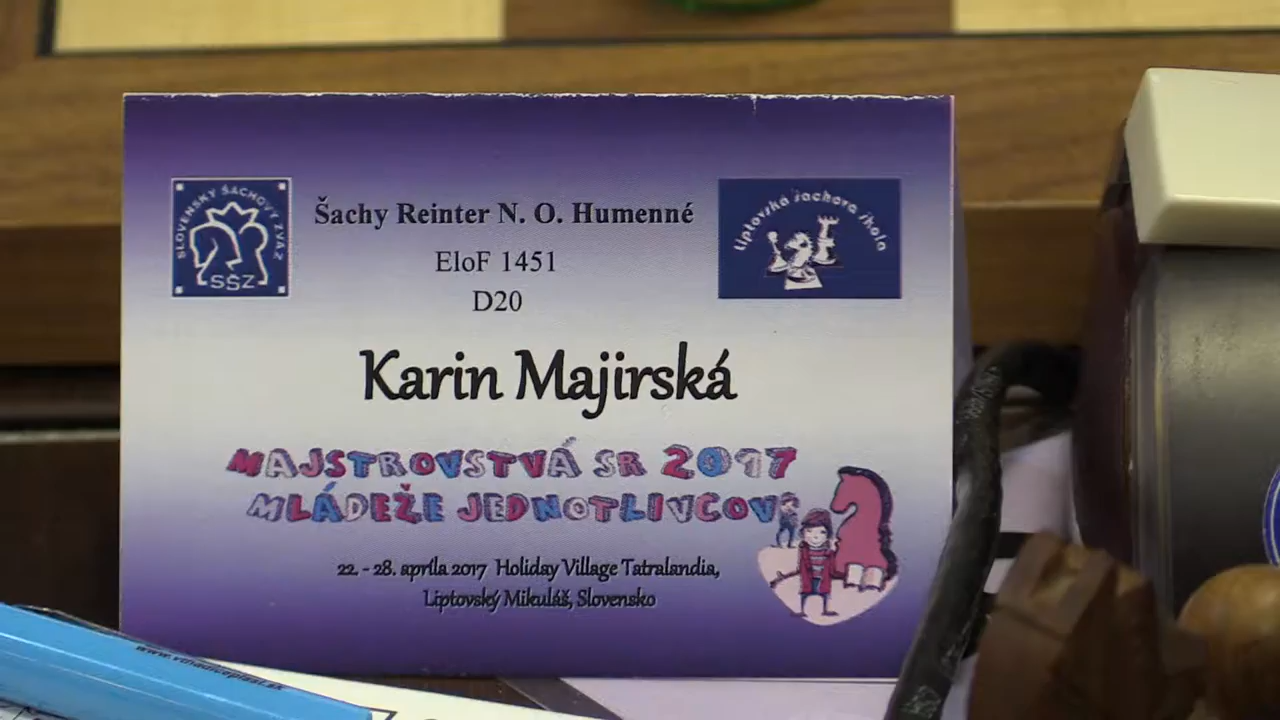 SLOVENSKÝ ŠACHOVÝ ZVÄZ
SŠZ
Šachy Reinter N. O. Humenné
EloF 1451
D20
Liptovská šachová škola
Karin Majirská
MAJSTROVSTVÁ SR 2017
MLÁDEŽE JEDNOTLIVCOV
22. - 28. apríla 2017 Holiday Village Tatralandia,
Liptovský Mikuláš, Slovensko